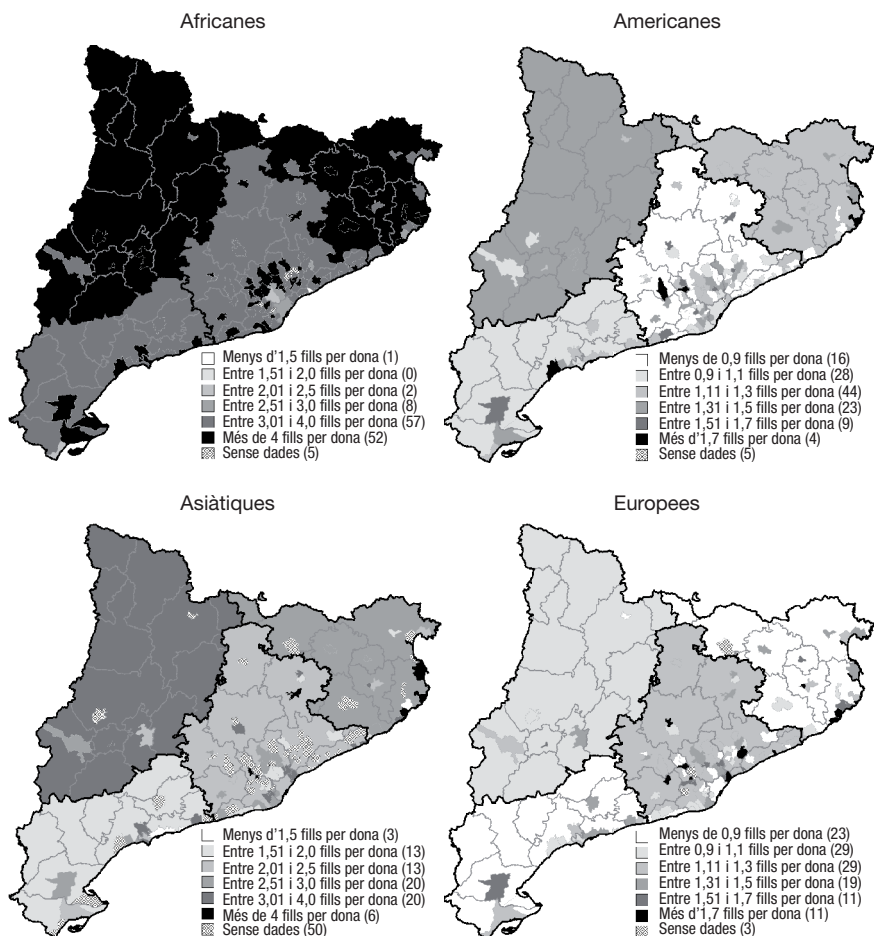 Africanes
Menys d'1,5 fills per dona (1)
Entre 1,51 i 2,0 fills per dona (0)
Entre 2,01 i 2,5 fills per dona (2)
Entre 2,51 i 3,0 fills per dona (8)
Entre 3,01 i 4,0 fills per dona (57)
Més de 4 fills per dona (52)
Sense dades (5)
Americanes
Menys de 0,9 fills per dona (16)
Entre 0,9 i 1,1 fills per dona (28)
Entre 1,11 i 1,3 fills per dona (44)
Entre 1,31 i 1,5 fills per dona (23)
Entre 1,51 i 1,7 fills per dona (9)
Més d'1,7 fills per dona (4)
Sense dades (5)
Asiàtiques
Menys d'1,5 fills per dona (3)
Entre 1,51 i 2,0 fills per dona (13)
Entre 2,01 i 2,5 fills per dona (13)
Entre 2,51 i 3,0 fills per dona (20)
Entre 3,01 i 4,0 fills per dona (20)
Més de 4 fills per dona (6)
Sense dades (50)
Europees
Menys de 0,9 fills per dona (23)
Entre 0,9 i 1,1 fills per dona (29)
Entre 1,11 i 1,3 fills per dona (29)
Entre 1,31 i 1,5 fills per dona (19)
Entre 1,51 i 1,7 fills per dona (11)
Més d'1,7 fills per dona (11)
Sense dades (3)